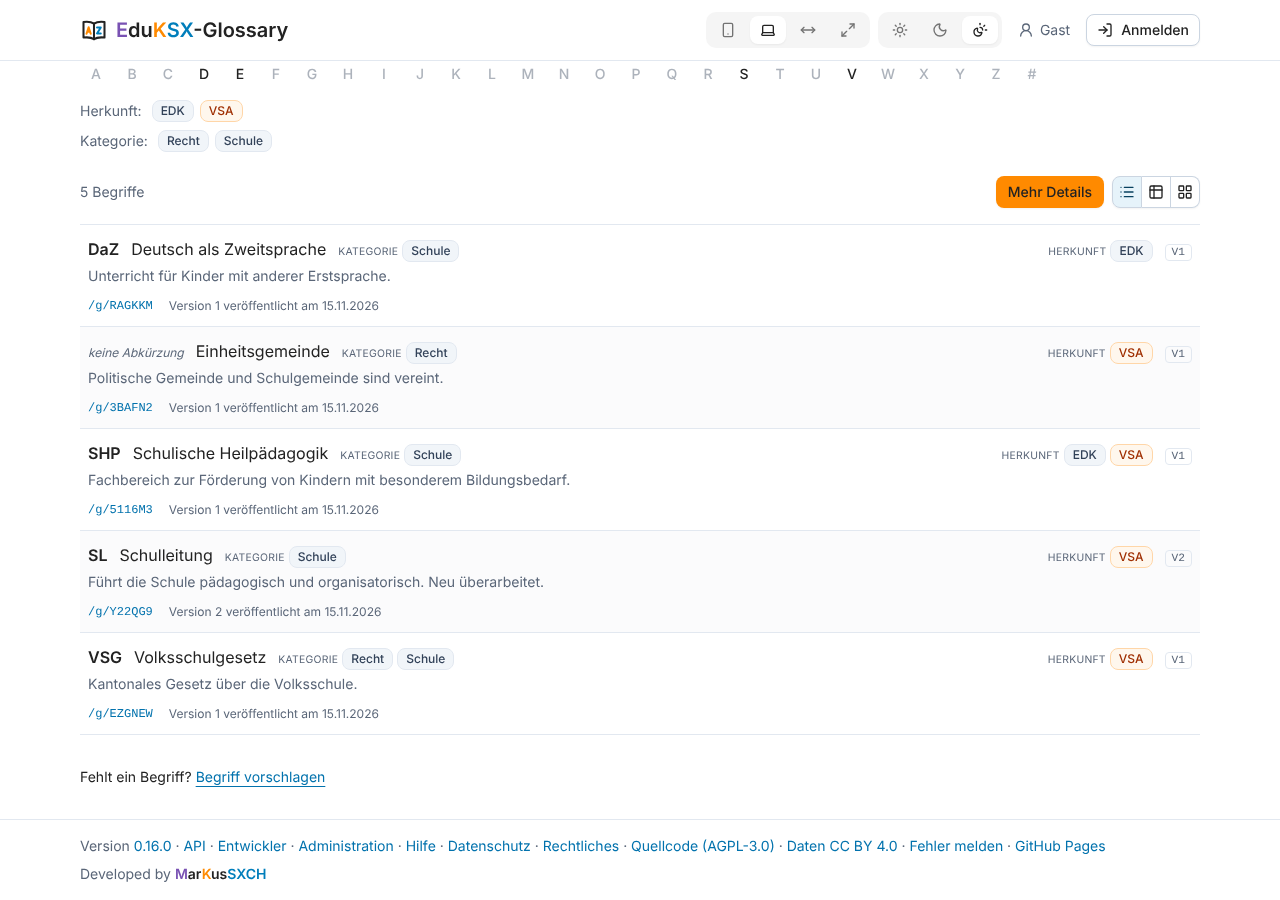 EduKSX-Glossary Gast Anmelden
A B C D E F G H I J K L M N O P Q R S T U V W X Y Z #
Herkunft: EDK VSA
Kategorie: Recht Schule
5 Begriffe Mehr Details
DaZ Deutsch als Zweitsprache KATEGORIE Schule HERKUNFT EDK V1
Unterricht für Kinder mit anderer Erstsprache.
/g/RAGKKM Version 1 veröffentlicht am 15.11.2026
keine Abkürzung Einheitsgemeinde KATEGORIE Recht HERKUNFT VSA V1
Politische Gemeinde und Schulgemeinde sind vereint.
/g/3BAFN2 Version 1 veröffentlicht am 15.11.2026
SHP Schulische Heilpädagogik KATEGORIE Schule HERKUNFT EDK VSA V1
Fachbereich zur Förderung von Kindern mit besonderem Bildungsbedarf.
/g/5116M3 Version 1 veröffentlicht am 15.11.2026
SL Schulleitung KATEGORIE Schule HERKUNFT VSA V2
Führt die Schule pädagogisch und organisatorisch. Neu überarbeitet.
/g/Y22QG9 Version 2 veröffentlicht am 15.11.2026
VSG Volksschulgesetz KATEGORIE Recht Schule HERKUNFT VSA V1
Kantonales Gesetz über die Volksschule.
/g/EZGNEW Version 1 veröffentlicht am 15.11.2026
Fehlt ein Begriff? Begriff vorschlagen
Version 0.16.0 · API · Entwickler · Administration · Hilfe · Datenschutz · Rechtliches · Quellcode (AGPL-3.0) · Daten CC BY 4.0 · Fehler melden · GitHub Pages
Developed by MarKusSXCH